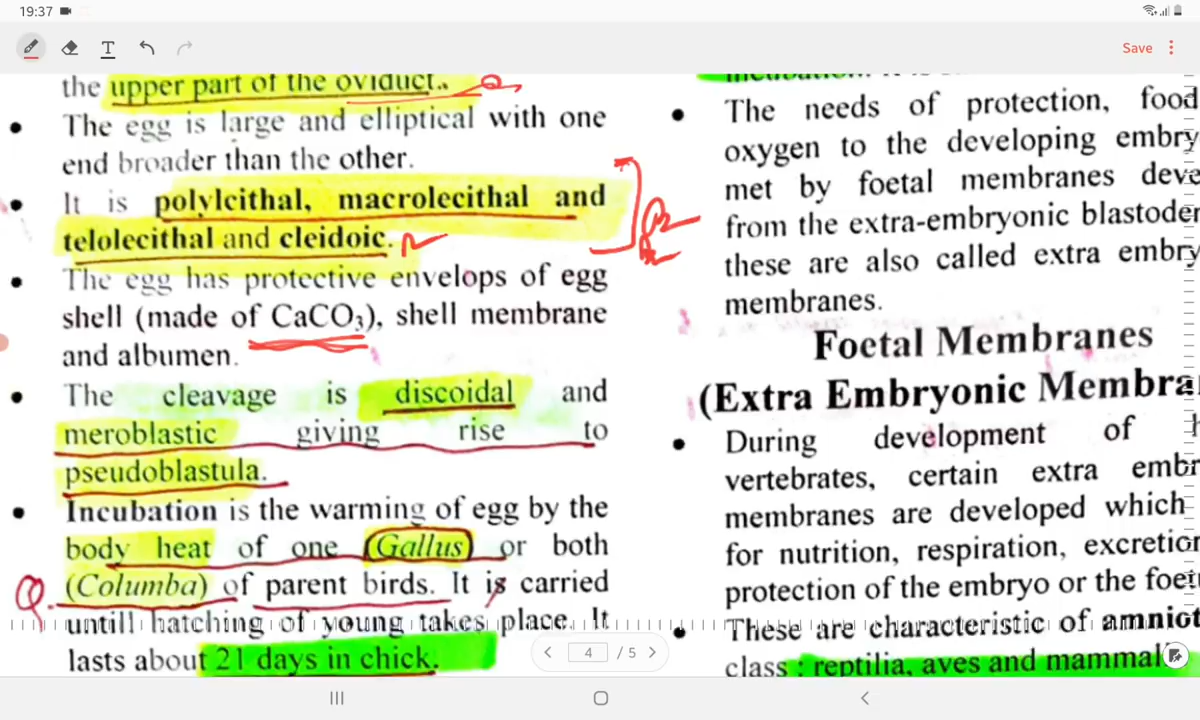 19:37
T
Save
the upper part of the oviduct.
The egg is large and elliptical with one
end broader than the other.
It is polylcithal, macrolecithal and
telolecithal and cleidoic.
The egg has protective envelops of egg
shell (made of CaCO3), shell membrane
and albumen.
The cleavage is discoidal and
meroblastic giving rise to
pseudoblastula.
Incubation is the warming of egg by the
body heat of one (Gallus) or both
Q. (Columba) of parent birds. It is carried
untill hatching of young takes place. It
lasts about 21 days in chick.
The needs of protection, food
oxygen to the developing embry
met by foetal membranes deve
from the extra-embryonic blastoder
these are also called extra embry
membranes.
Foetal Membranes
(Extra Embryonic Membra
During development of h
vertebrates, certain extra embr
membranes are developed which
for nutrition, respiration, excretion
protection of the embryo or the foet
These are characteristic of amniot
class : reptilia, aves and mammal
4 / 5